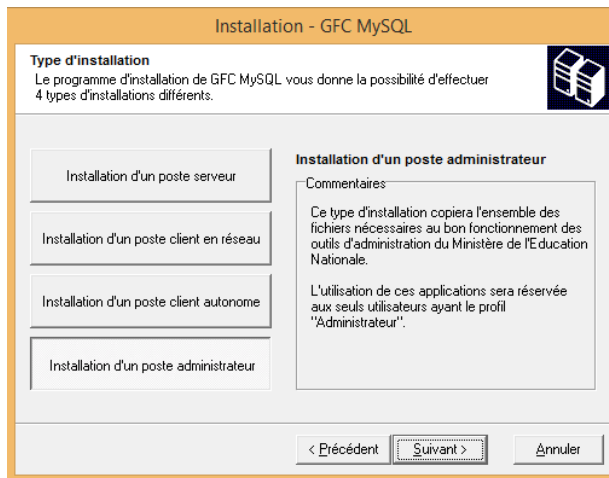 Installation - GFC MySQL
Type d'installation
Le programme d'installation de GFC MySQL vous donne la possibilité d'effectuer
4 types d'installations différents.
Installation d'un poste serveur
Installation d'un poste client en réseau
Installation d'un poste client autonome
Installation d'un poste administrateur
Installation d'un poste administrateur
Commentaires
Ce type d'installation copiera l'ensemble des
fichiers nécessaires au bon fonctionnement des
outils d'administration du Ministère de l'Education
Nationale.
L'utilisation de ces applications sera réservée
aux seuls utilisateurs ayant le profil
"Administrateur".
< Précédent
Suivant >
Annuler